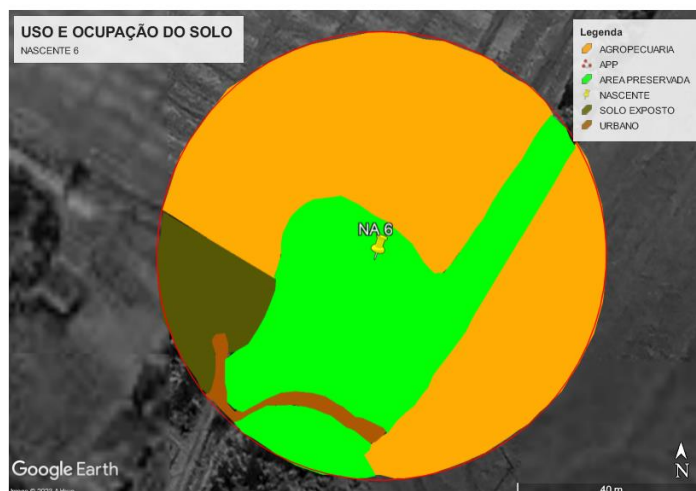 USO E OCUPAÇÃO DO SOLO
NASCENTE 6
Legenda
AGROPECUARIA
APP
AREA PRESERVADA
NASCENTE
SOLO EXPOSTO
URBANO
NA 6
Google Earth
N
40 m